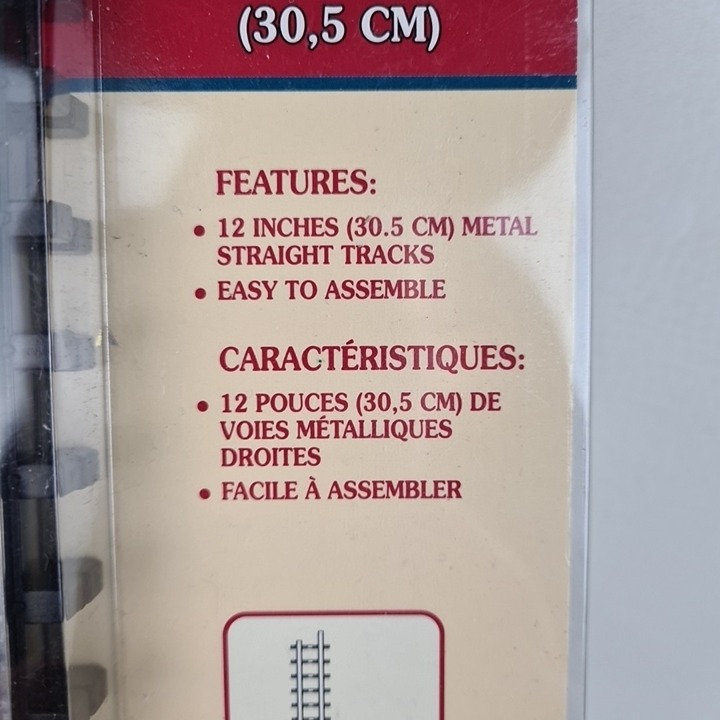 (30,5 CM)
FEATURES:
• 12 INCHES (30.5 CM) METAL
STRAIGHT TRACKS
• EASY TO ASSEMBLE
CARACTÉRISTIQUES:
• 12 POUCES (30,5 CM) DE
VOIES MÉTALLIQUES
DROITES
• FACILE À ASSEMBLER